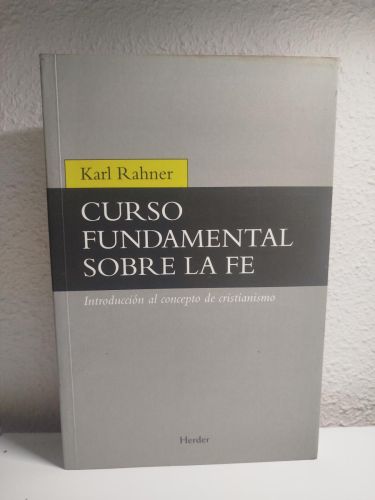 Karl Rahner
CURSO
FUNDAMENTAL
SOBRE LA FE
Introducción al concepto de cristianismo
Herder